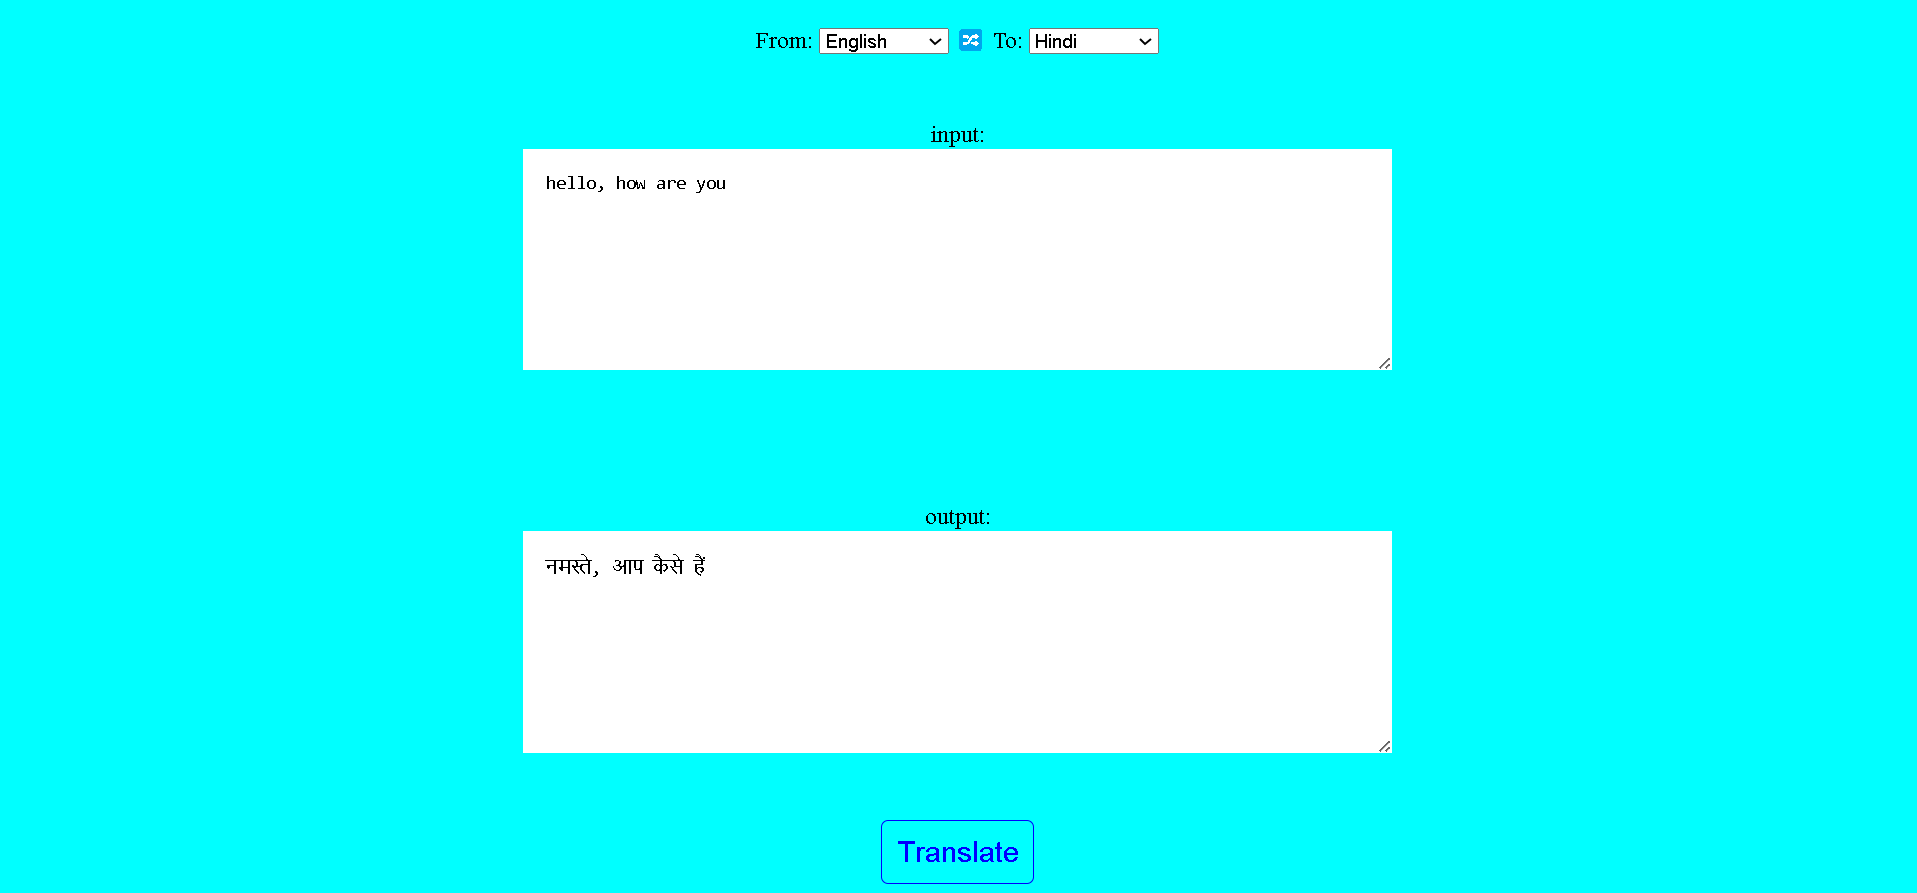 From: English To: Hindi
input:
hello, how are you
output:
नमस्ते, आप कैसे हैं
Translate